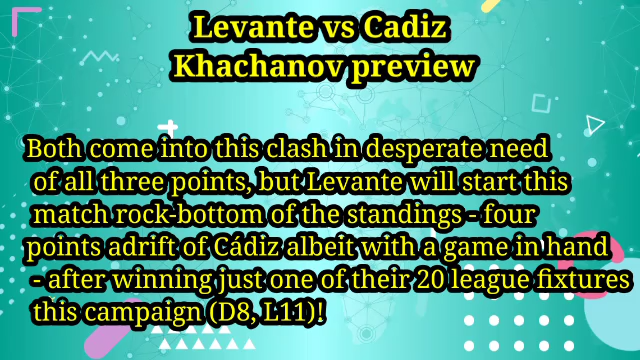 Levante vs Cadiz
Khachanov preview
Both come into this clash in desperate need
of all three points, but Levante will start this
match rock-bottom of the standings - four
points adrift of Cádiz albeit with a game in hand
- after winning just one of their 20 league fixtures
this campaign (D8, L11)!